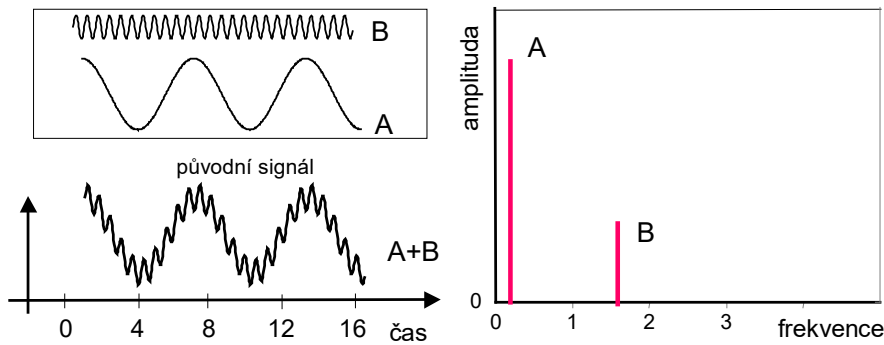 B
A
původní signál
A+B
0 4 8 12 16 čas
amplituda
A
B
0
0 1 2 3 frekvence